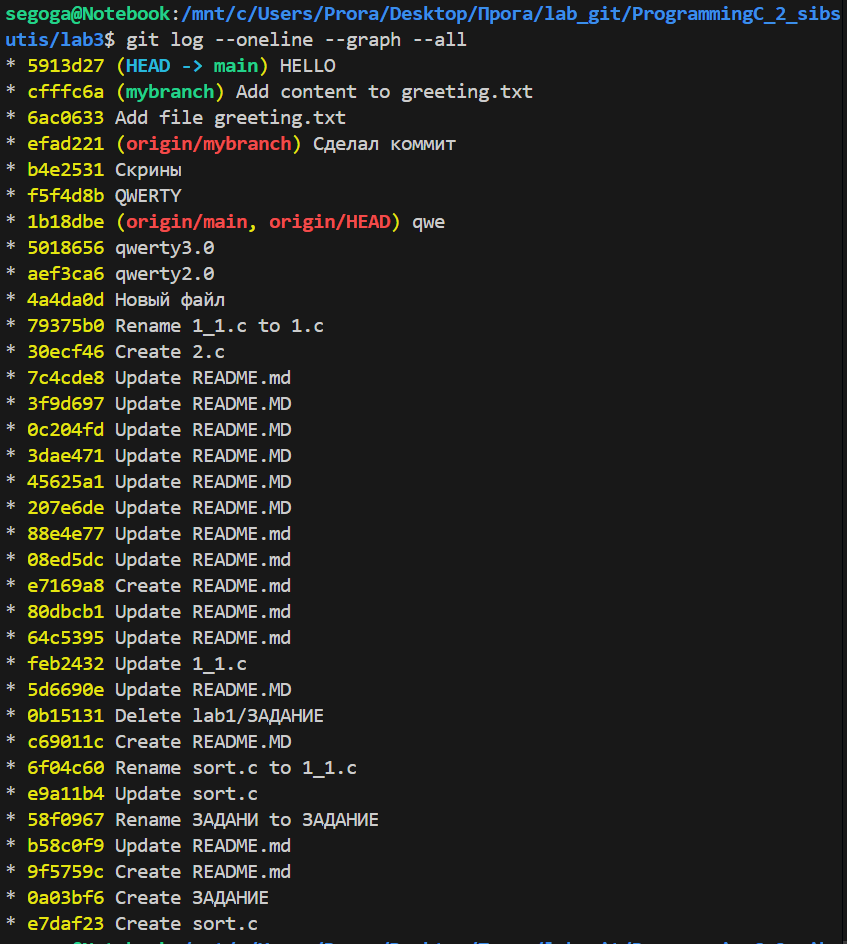 segoga@Notebook:/mnt/c/Users/Prora/Desktop/Прога/lab_git/ProgrammingC_2_sibs
utis/lab3$ git log --oneline --graph --all
* 5913d27 (HEAD -> main) HELLO
* cfffc6a (mybranch) Add content to greeting.txt
* 6ac0633 Add file greeting.txt
* efad221 (origin/mybranch) Сделал коммит
* b4e2531 Скрины
* f5f4d8b QWERTY
* 1b18dbe (origin/main, origin/HEAD) qwe
* 5018656 qwerty3.0
* aef3ca6 qwerty2.0
* 4a4da0d Новый файл
* 79375b0 Rename 1_1.c to 1.c
* 30ecf46 Create 2.c
* 7c4cde8 Update README.md
* 3f9d697 Update README.MD
* 0c204fd Update README.MD
* 3dae471 Update README.MD
* 45625a1 Update README.MD
* 207e6de Update README.MD
* 88e4e77 Update README.md
* 08ed5dc Update README.md
* e7169a8 Create README.md
* 80dbcb1 Update README.md
* 64c5395 Update README.md
* feb2432 Update 1_1.c
* 5d6690e Update README.MD
* 0b15131 Delete lab1/ЗАДАНИЕ
* c69011c Create README.MD
* 6f04c60 Rename sort.c to 1_1.c
* e9a11b4 Update sort.c
* 58f0967 Rename ЗАДАНИ to ЗАДАНИЕ
* b58c0f9 Update README.md
* 9f5759c Create README.md
* 0a03bf6 Create ЗАДАНИЕ
* e7daf23 Create sort.c